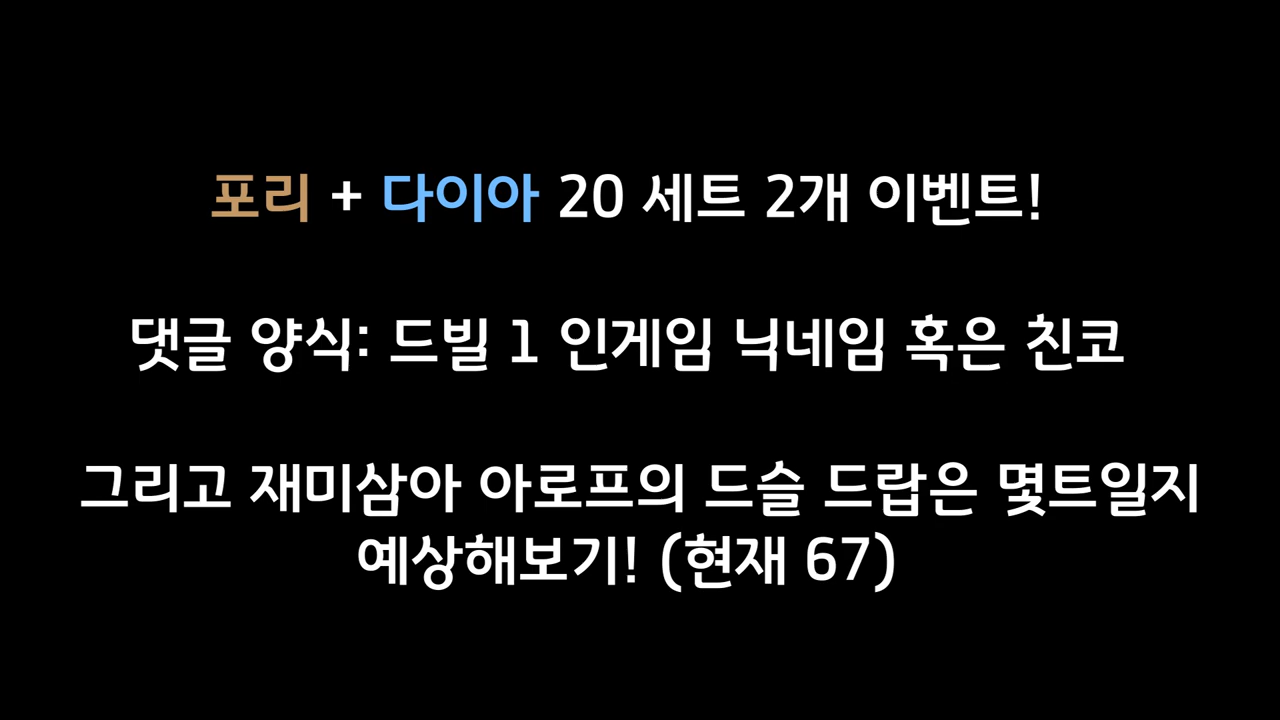 포리 + 다이아 20 세트 2개 이벤트!
댓글 양식: 드빌 1 인게임 닉네임 혹은 친코
그리고 재미삼아 아로프의 드슬 드랍은 몇트일지
예상해보기! (현재 67)